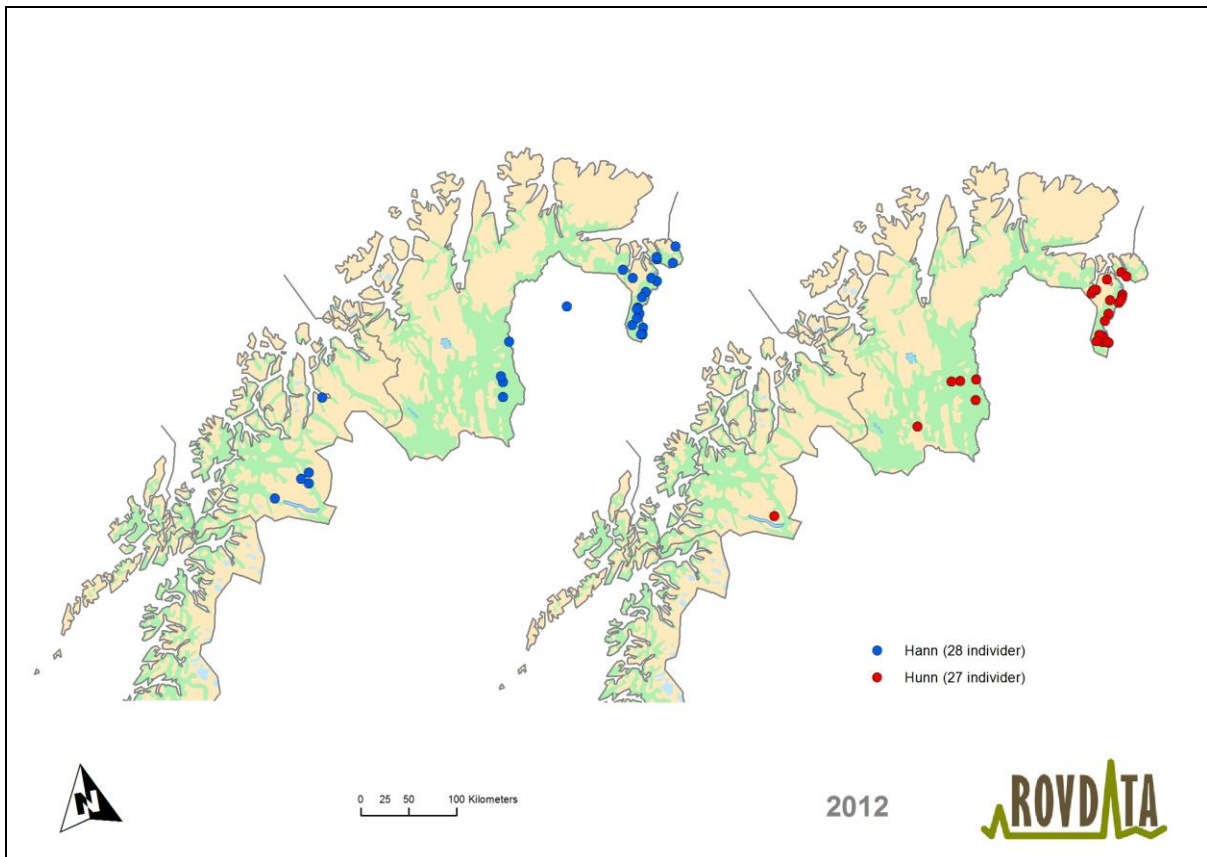 Hann (28 individer)
Hunn (27 individer)
N
0 25 50 100 Kilometers
2012
ROVDATA